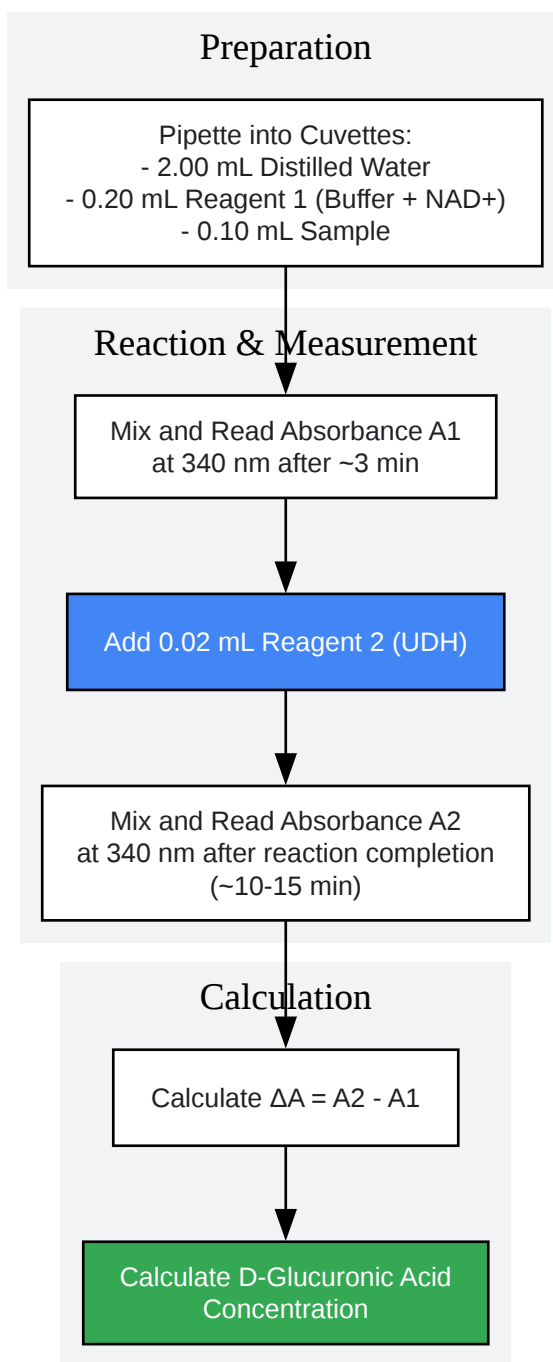 Preparation
Pipette into Cuvettes:
- 2.00 mL Distilled Water
- 0.20 mL Reagent 1 (Buffer + NAD+)
- 0.10 mL Sample
Reaction & Measurement
Mix and Read Absorbance A1
at 340 nm after ~3 min
Add 0.02 mL Reagent 2 (UDH)
Mix and Read Absorbance A2
at 340 nm after reaction completion
(~10-15 min)
Calculation
Calculate ΔA = A2 - A1
Calculate D-Glucuronic Acid
Concentration